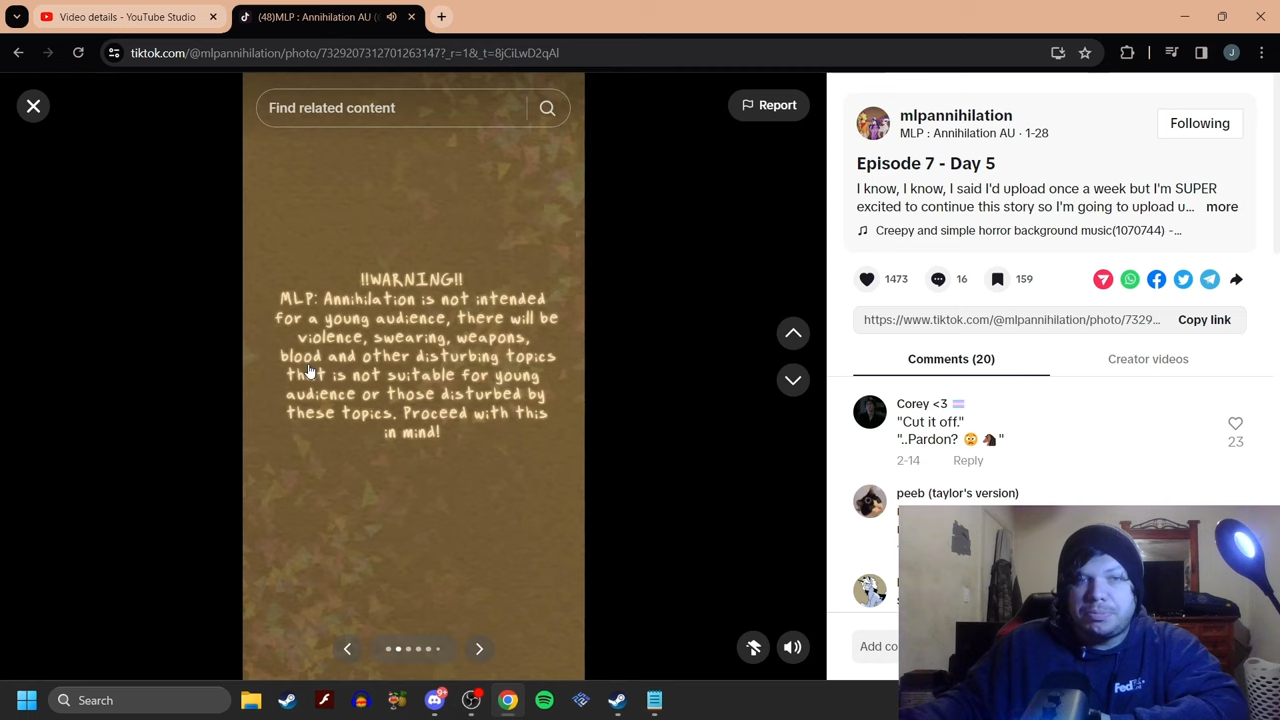 Video details - YouTube Studio
(48)MLP : Annihilation AU (
tiktok.com/@mlpannihilation/photo/7329207312701263147?_r=1&_t=8jCiLwD2qAl
J
Find related content
Report
!!WARNING!!
MLP: Annihilation is not intended
for a young audience, there will be
violence, swearing, weapons,
blood and other disturbing topics
that is not suitable for young
audience or those disturbed by
these topics. Proceed with this
in mind!
mlpannihilation
MLP : Annihilation AU · 1-28
Following
Episode 7 - Day 5
I know, I know, I said I'd upload once a week but I'm SUPER
excited to continue this story so I'm going to upload u... more
Creepy and simple horror background music(1070744) -...
1473
16
159
https://www.tiktok.com/@mlpannihilation/photo/7329...
Copy link
Comments (20)
Creator videos
Corey <3
"Cut it off."
"..Pardon? 😳 🐴 "
2-14
Reply
23
peeb (taylor's version)
Add co
FedEx
Search